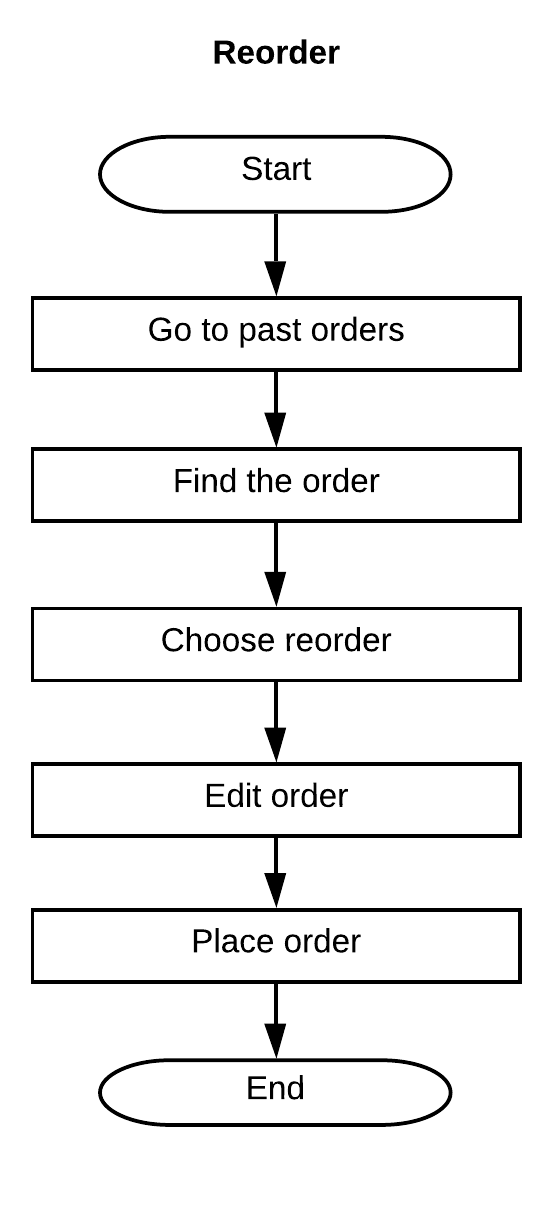 Reorder
Start
Go to past orders
Find the order
Choose reorder
Edit order
Place order
End